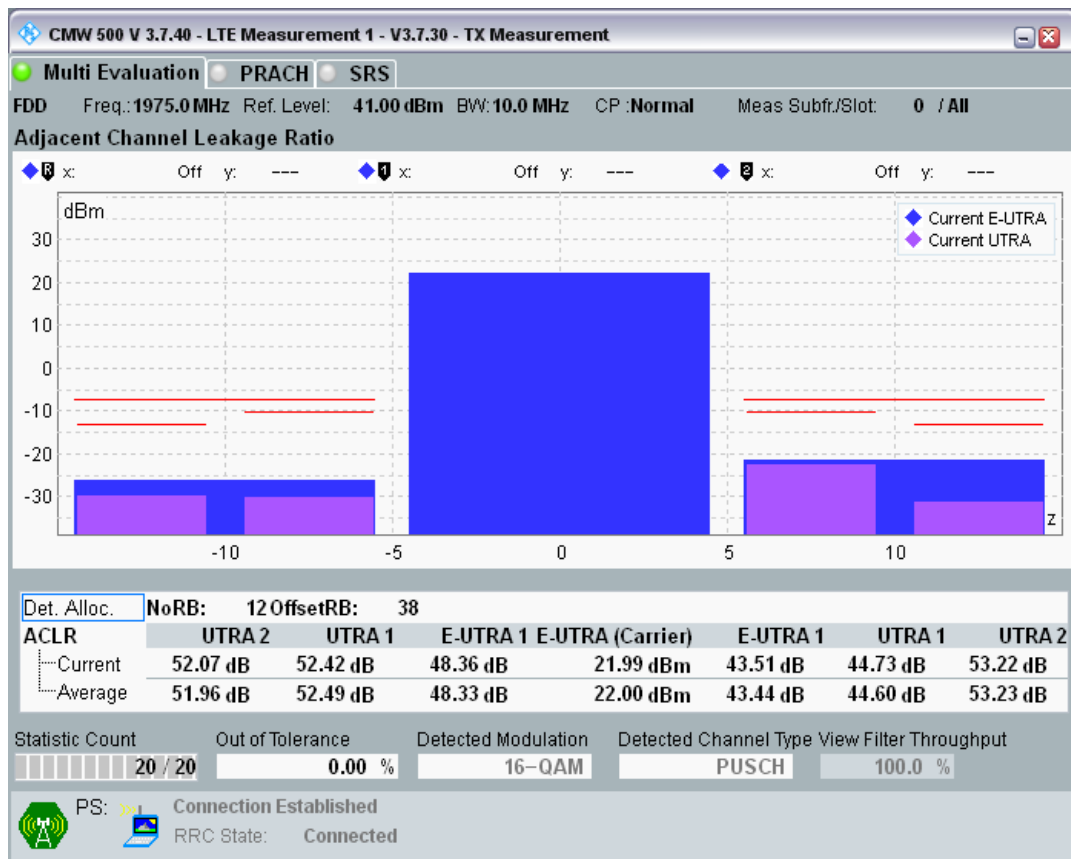 CMW 500 V 3.7.40 - LTE Measurement 1 - V3.7.30 - TX Measurement
Multi Evaluation PRACH SRS
FDD Freq.:1975.0 MHz Ref. Level: 41.00 dBm BW:10.0 MHz CP :Normal Meas Subfr./Slot: 0 / All
Adjacent Channel Leakage Ratio
R x: Off y: --- 1 x: Off y: --- 2 x: Off y: ---
dBm
Current E-UTRA
Current UTRA
30
20
10
0
-10
-20
-30
z
-10 -5 0 5 10
Det. Alloc. NoRB: 12 OffsetRB: 38
ACLR UTRA 2 UTRA 1 E-UTRA 1 E-UTRA (Carrier) E-UTRA 1 UTRA 1 UTRA 2
Current 52.07 dB 52.42 dB 48.36 dB 21.99 dBm 43.51 dB 44.73 dB 53.22 dB
Average 51.96 dB 52.49 dB 48.33 dB 22.00 dBm 43.44 dB 44.60 dB 53.23 dB
Statistic Count Out of Tolerance Detected Modulation Detected Channel Type View Filter Throughput
20 / 20 0.00 % 16-QAM PUSCH 100.0 %
PS: Connection Established
RRC State: Connected